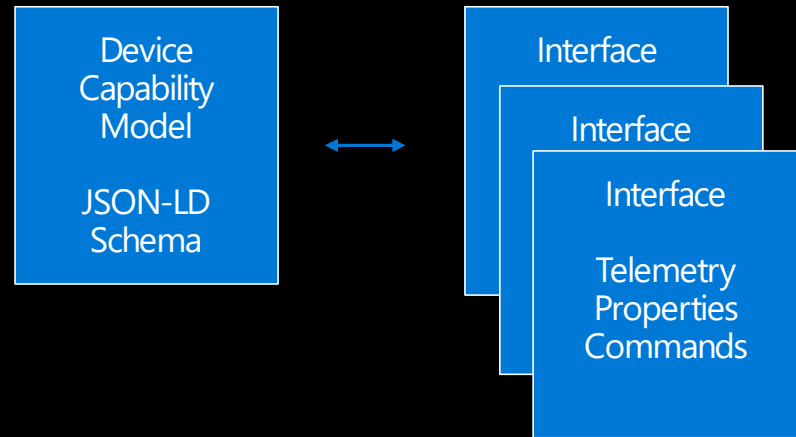 Device
Capability
Model
JSON-LD
Schema
Interface
Interface
Interface
Telemetry
Properties
Commands